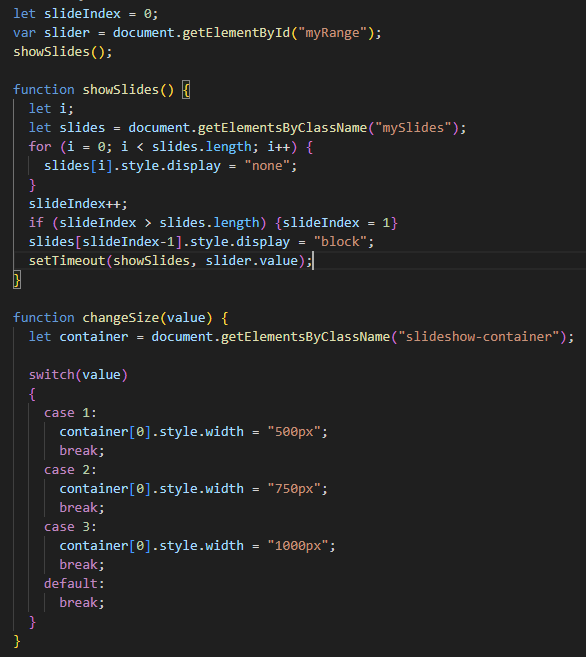 let slideIndex = 0;
var slider = document.getElementById("myRange");
showSlides();

function showSlides() {
  let i;
  let slides = document.getElementsByClassName("mySlides");
  for (i = 0; i < slides.length; i++) {
    slides[i].style.display = "none";
  }
  slideIndex++;
  if (slideIndex > slides.length) {slideIndex = 1}
  slides[slideIndex-1].style.display = "block";
  setTimeout(showSlides, slider.value);
}

function changeSize(value) {
  let container = document.getElementsByClassName("slideshow-container");

  switch(value)
  {
    case 1:
      container[0].style.width = "500px";
      break;
    case 2:
      container[0].style.width = "750px";
      break;
    case 3:
      container[0].style.width = "1000px";
      break;
    default:
      break;
  }
}